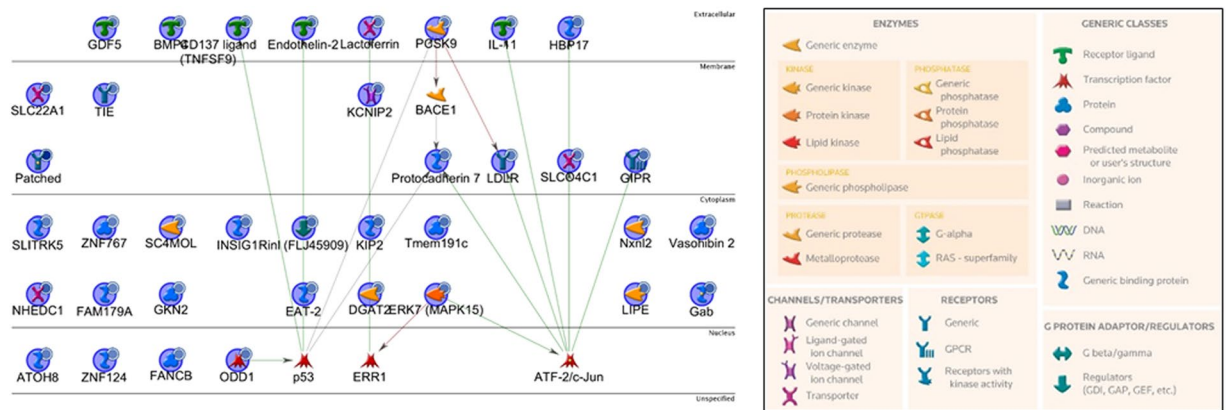 Extracellular
GDF5 BMP4 CD137 ligand Endothelin-2 Lactoferrin PCSK9 IL-11 HBP17
(TNFSF9)
Membrane
SLC22A1 TIE KCNIP2 BACE1
Patched Protocadherin 7 LDLR SLCO4C1 GIPR
Cytoplasm
SLITRK5 ZNF767 SC4MOL INSIG1 Rinl (FLJ45909) KIP2 Tmem191c Nxnl2 Vasohibin 2
NHEDC1 FAM179A GKN2 EAT-2 DGAT2 ERK7 (MAPK15) LIPE Gab
Nucleus
ATOH8 ZNF124 FANCB ODD1 p53 ERR1 ATF-2/c-Jun
Unspecified
ENZYMES
Generic enzyme
KINASE
Generic kinase
Protein kinase
Lipid kinase
PHOSPHATASE
Generic
phosphatase
Protein
phosphatase
Lipid
phosphatase
PHOSPHOLIPASE
Generic phospholipase
PROTEASE
Generic protease
Metalloprotease
GTPASE
G-alpha
RAS - superfamily
CHANNELS/TRANSPORTERS
Generic channel
Ligand-gated
ion channel
Voltage-gated
ion channel
Transporter
RECEPTORS
Generic
GPCR
Receptors with
kinase activity
GENERIC CLASSES
Receptor ligand
Transcription factor
Protein
Compound
Predicted metabolite
or user's structure
Inorganic ion
Reaction
DNA
RNA
Generic binding protein
G PROTEIN ADAPTOR/REGULATORS
G beta/gamma
Regulators
(GDI, GAP, GEF, etc.)